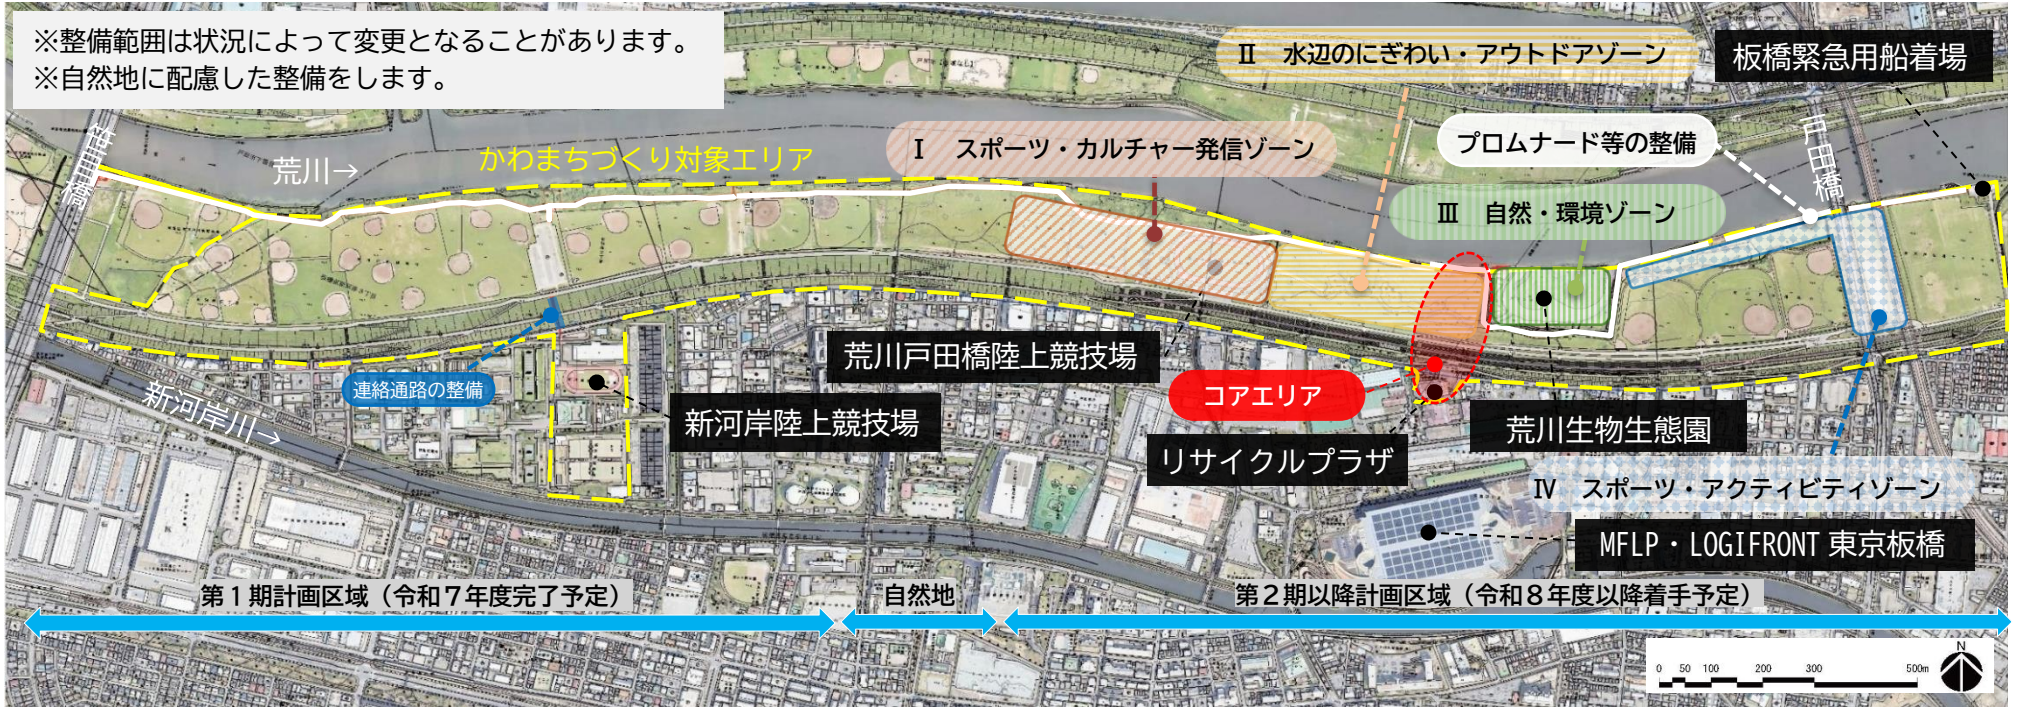 ※整備範囲は状況によって変更となることがあります。
※自然地に配慮した整備をします。
Ⅱ 水辺のにぎわい・アウトドアゾーン
板橋緊急用船着場
笹目橋
荒川→
かわまちづくり対象エリア
Ⅰ スポーツ・カルチャー発信ゾーン
プロムナード等の整備
戸田橋
Ⅲ 自然・環境ゾーン
荒川戸田橋陸上競技場
連絡通路の整備
新河岸川→
新河岸陸上競技場
コアエリア
リサイクルプラザ
荒川生物生態園
Ⅳ スポーツ・アクティビティゾーン
MFLP・LOGIFRONT 東京板橋
第1期計画区域(令和7年度完了予定)
自然地
第2期以降計画区域(令和8年度以降着手予定)
0 50 100 200 300 500m
N